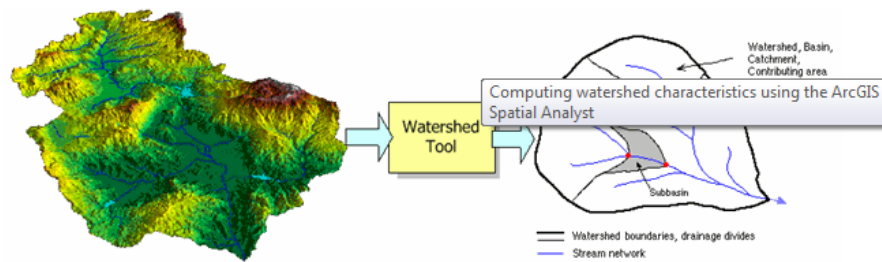 Watershed, Basin,
Catchment,
Contributing area
Computing watershed characteristics using the ArcGIS
Spatial Analyst
Watershed
Tool
Subbasin
Watershed boundaries, drainage divides
Stream network